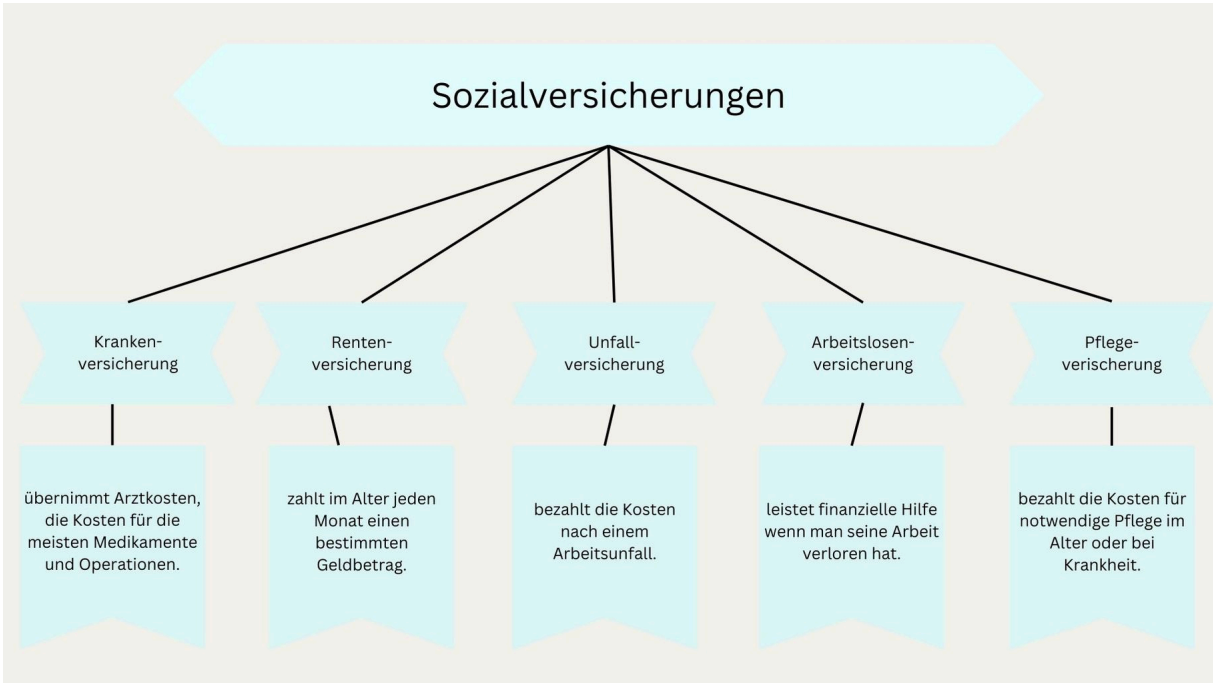 Sozialversicherungen
Kranken-
versicherung
Renten-
versicherung
Unfall-
versicherung
Arbeitslosen-
versicherung
Pflege-
verischerung
übernimmt Arztkosten,
die Kosten für die
meisten Medikamente
und Operationen.
zahlt im Alter jeden
Monat einen
bestimmten
Geldbetrag.
bezahlt die Kosten
nach einem
Arbeitsunfall.
leistet finanzielle Hilfe
wenn man seine Arbeit
verloren hat.
bezahlt die Kosten für
notwendige Pflege im
Alter oder bei
Krankheit.